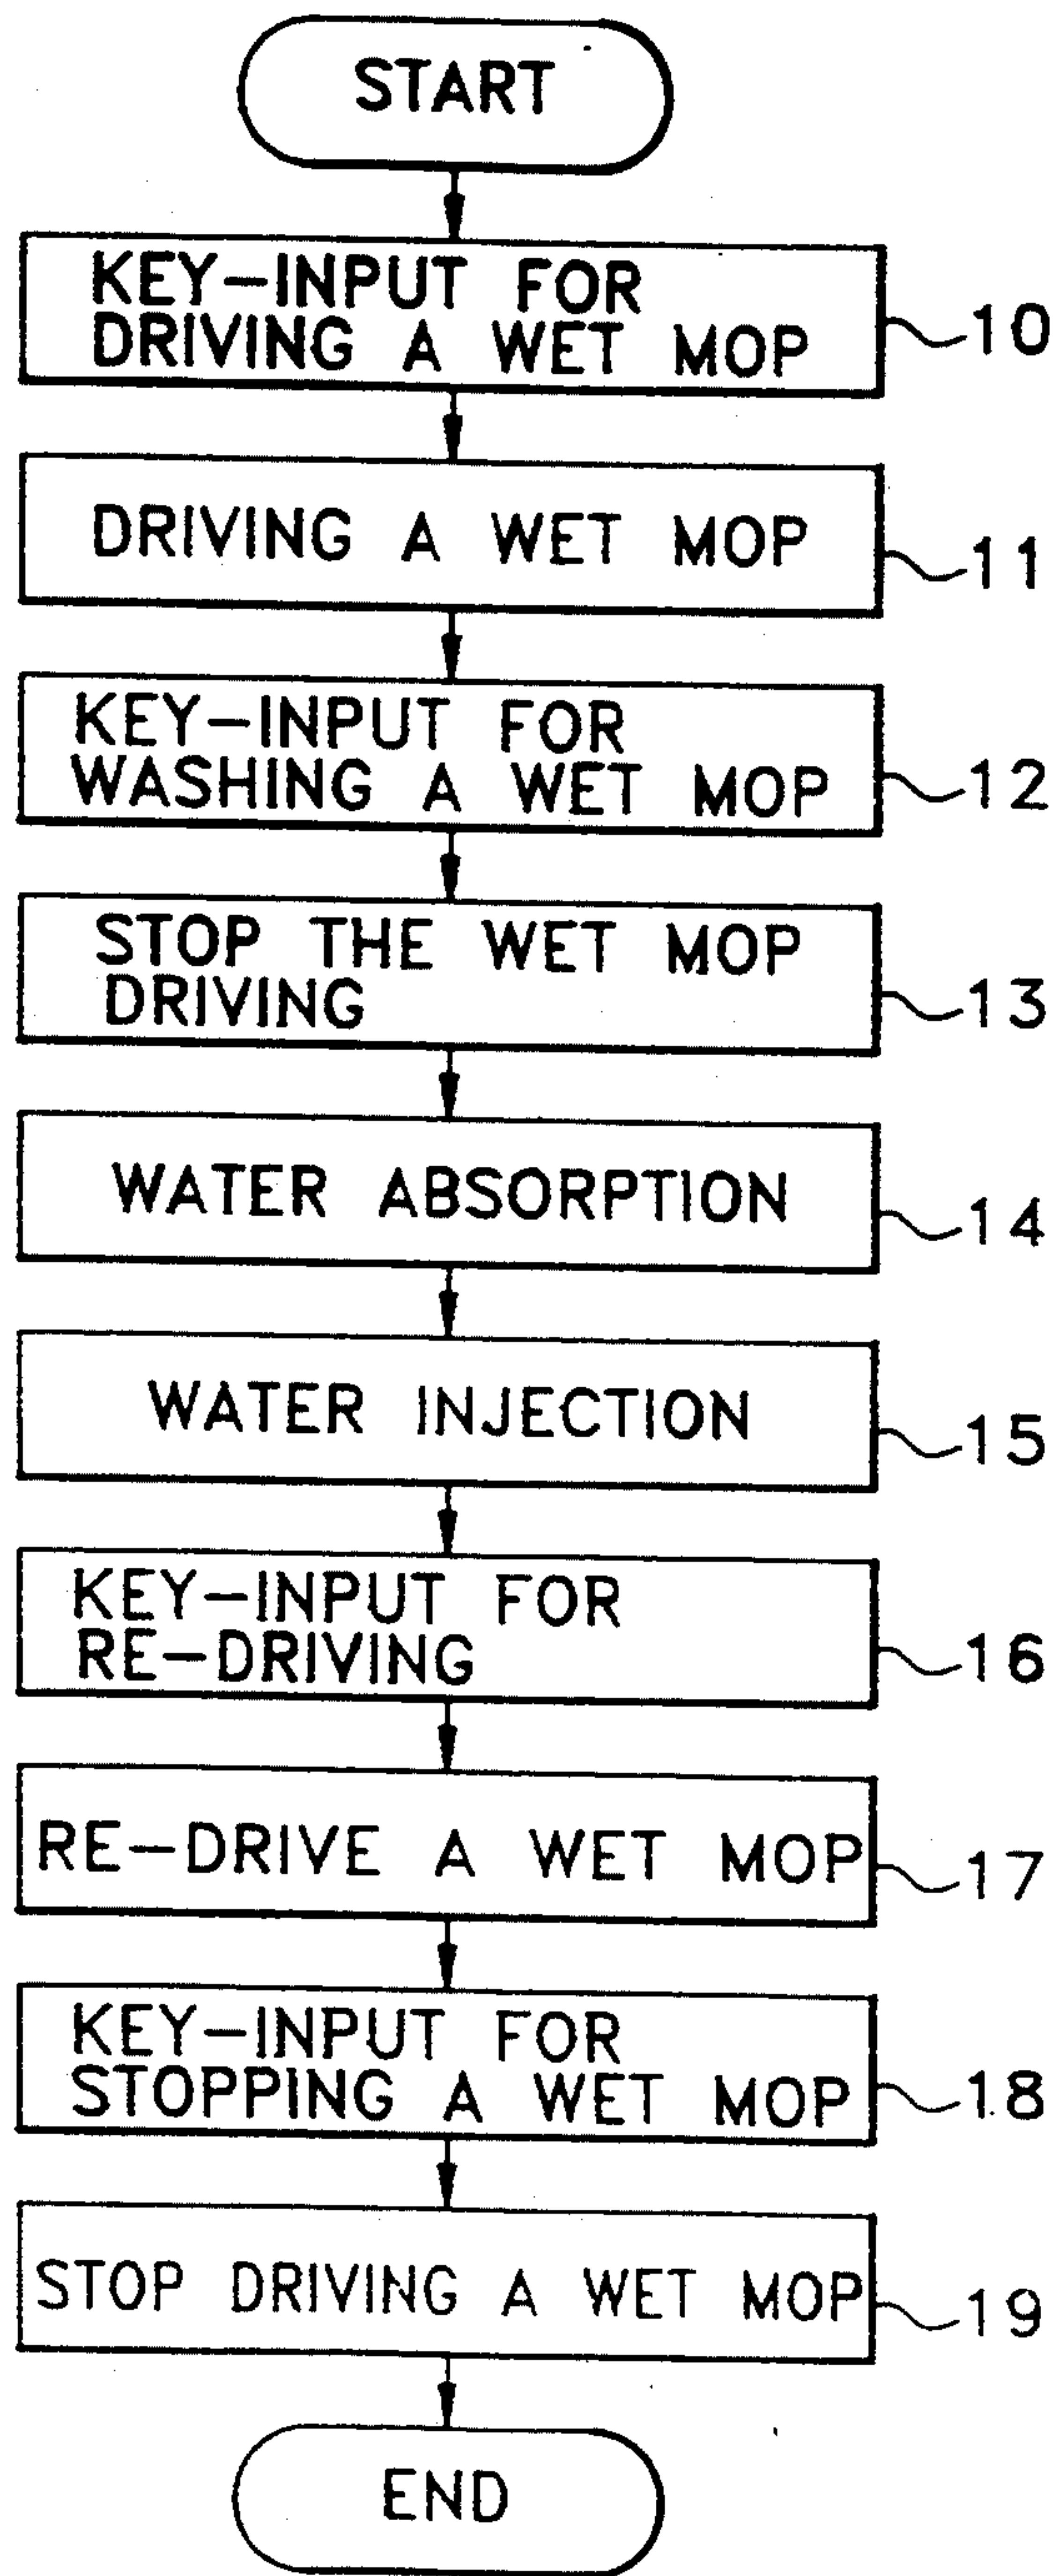 START
KEY-INPUT FOR
DRIVING A WET MOP
10
DRIVING A WET MOP
11
KEY-INPUT FOR
WASHING A WET MOP
12
STOP THE WET MOP
DRIVING
13
WATER ABSORPTION
14
WATER INJECTION
15
KEY-INPUT FOR
RE-DRIVING
16
RE-DRIVE A WET MOP
17
KEY-INPUT FOR
STOPPING A WET MOP
18
STOP DRIVING A WET MOP
19
END